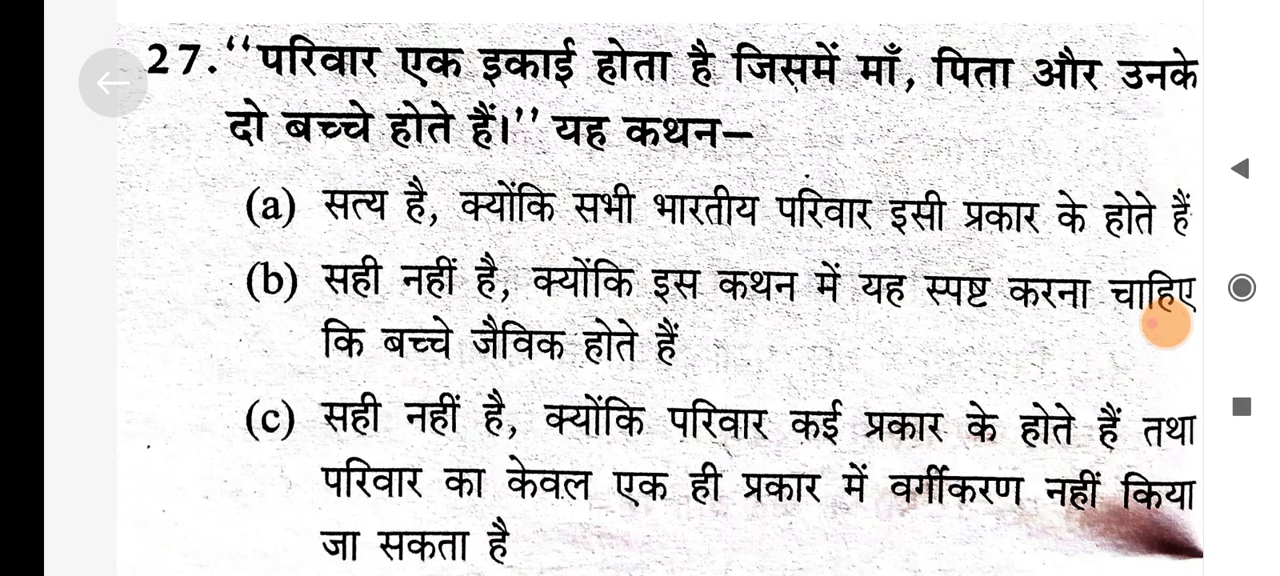 27. ‘‘परिवार एक इकाई होता है जिसमें माँ, पिता और उनके
दो बच्चे होते हैं।’’ यह कथन–
(a) सत्य है, क्योंकि सभी भारतीय परिवार इसी प्रकार के होते हैं
(b) सही नहीं है, क्योंकि इस कथन में यह स्पष्ट करना चाहिए
कि बच्चे जैविक होते हैं
(c) सही नहीं है, क्योंकि परिवार कई प्रकार के होते हैं तथा
परिवार का केवल एक ही प्रकार में वर्गीकरण नहीं किया
जा सकता है